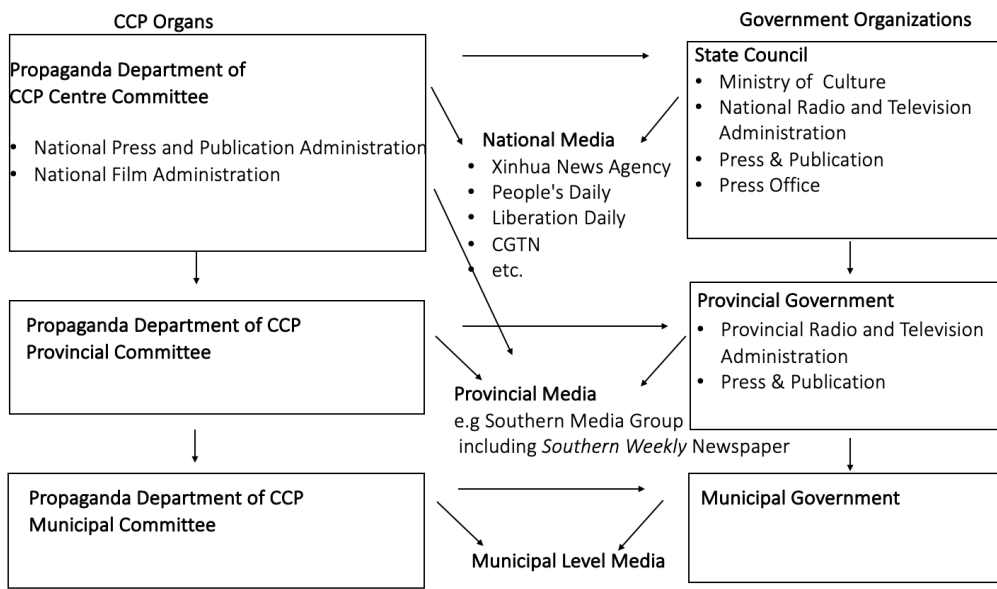 CCP Organs
Propaganda Department of
CCP Centre Committee
• National Press and Publication Administration
• National Film Administration
Government Organizations
State Council
• Ministry of Culture
• National Radio and Television
Administration
• Press & Publication
• Press Office
National Media
• Xinhua News Agency
• People's Daily
• Liberation Daily
• CGTN
• etc.
Propaganda Department of CCP
Provincial Committee
Provincial Government
• Provincial Radio and Television
Administration
• Press & Publication
Provincial Media
e.g Southern Media Group
including Southern Weekly Newspaper
Propaganda Department of CCP
Municipal Committee
Municipal Government
Municipal Level Media